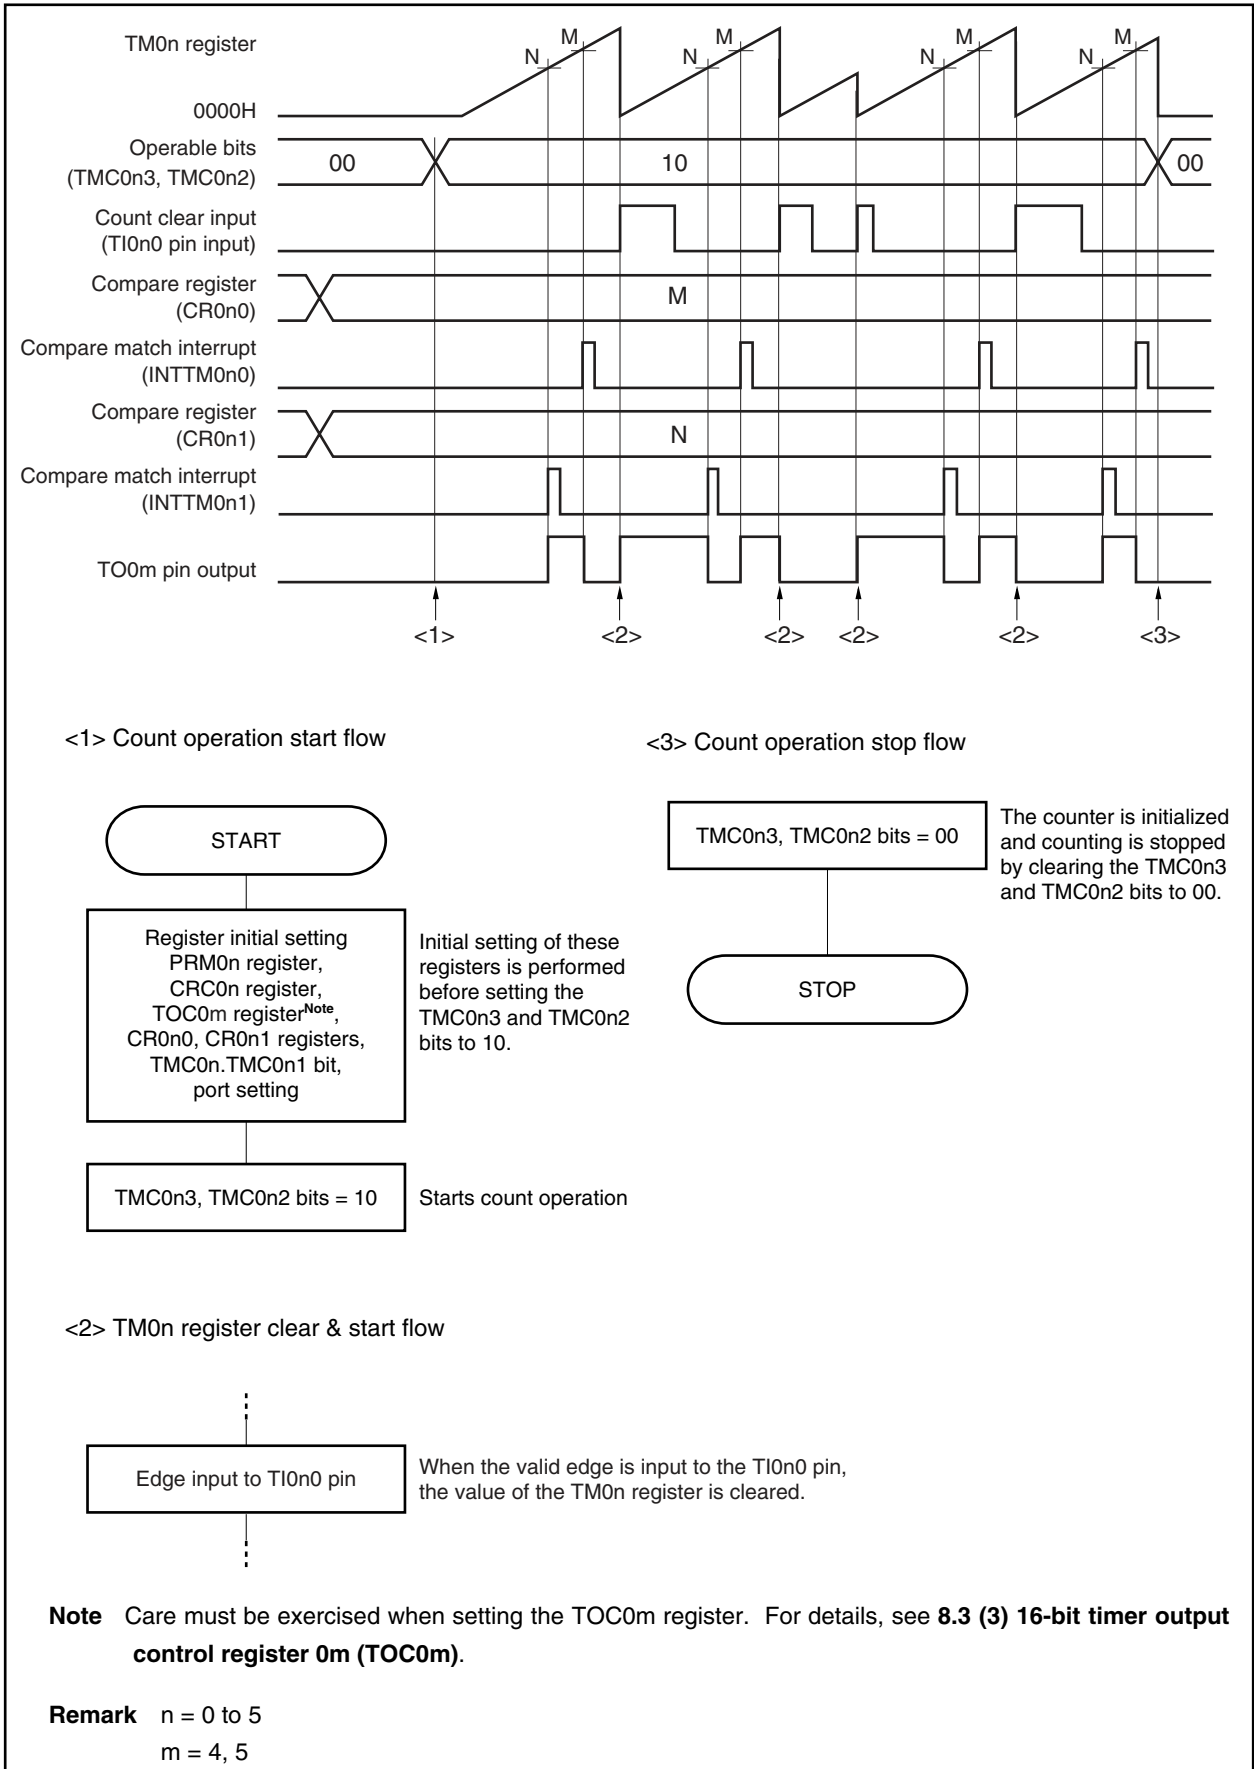 TM0n register
N M N M N M N M
0000H
Operable bits
(TMC0n3, TMC0n2)
00 10 00
Count clear input
(TI0n0 pin input)
Compare register
(CR0n0)
M
Compare match interrupt
(INTTM0n0)
Compare register
(CR0n1)
N
Compare match interrupt
(INTTM0n1)
TO0m pin output
<1> <2> <2> <2> <2> <3>
<1> Count operation start flow
START
Register initial setting
PRM0n register,
CRC0n register,
TOC0m registerNote,
CR0n0, CR0n1 registers,
TMC0n.TMC0n1 bit,
port setting
Initial setting of these
registers is performed
before setting the
TMC0n3 and TMC0n2
bits to 10.
TMC0n3, TMC0n2 bits = 10
Starts count operation
<3> Count operation stop flow
TMC0n3, TMC0n2 bits = 00
The counter is initialized
and counting is stopped
by clearing the TMC0n3
and TMC0n2 bits to 00.
STOP
<2> TM0n register clear & start flow
Edge input to TI0n0 pin
When the valid edge is input to the TI0n0 pin,
the value of the TM0n register is cleared.
Note Care must be exercised when setting the TOC0m register. For details, see 8.3 (3) 16-bit timer output
control register 0m (TOC0m).
Remark n = 0 to 5
m = 4, 5